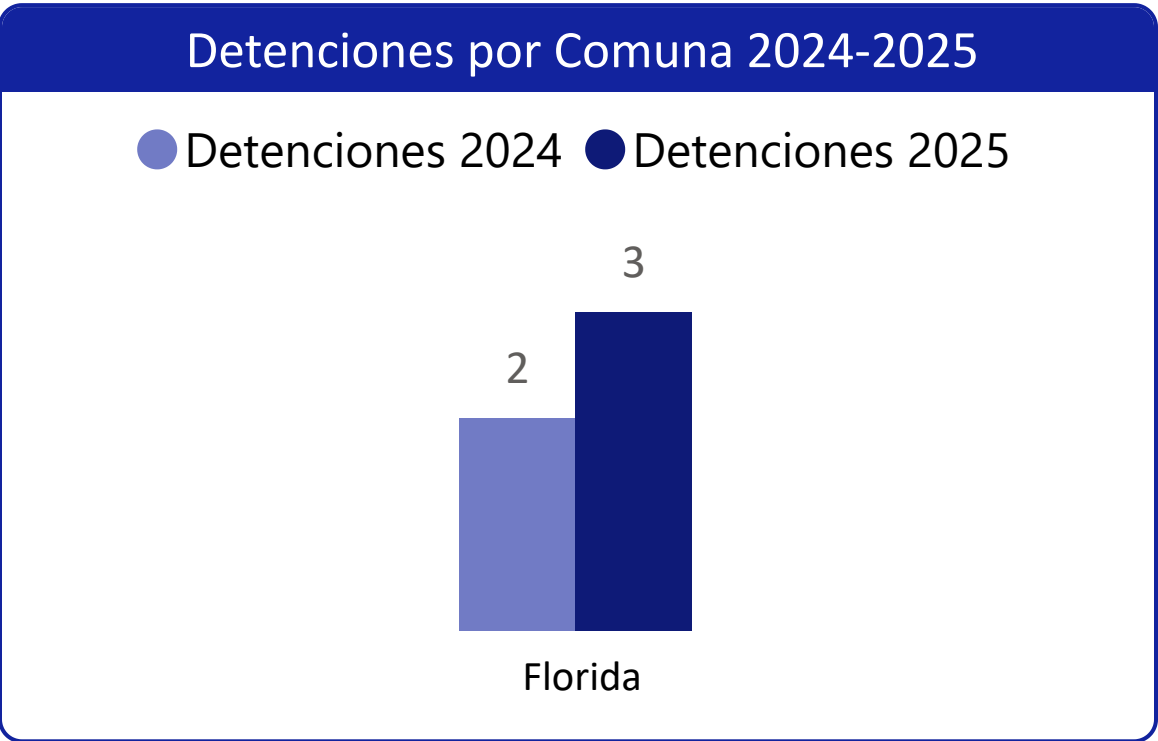 Detenciones por Comuna 2024-2025
Detenciones 2024 Detenciones 2025
3
2
Florida